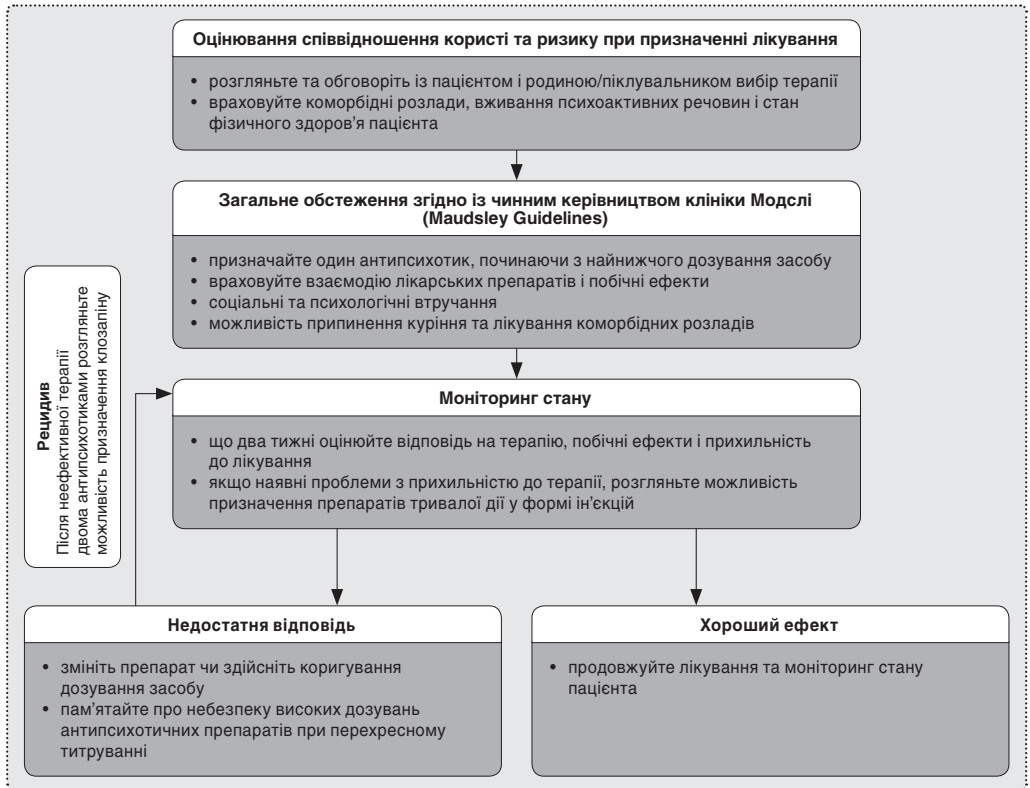 Оцінювання співвідношення користі та ризику при призначенні лікування
• розгляньте та обговоріть із пацієнтом і родиною/піклувальником вибір терапії
• враховуйте коморбідні розлади, вживання психоактивних речовин і стан
фізичного здоров’я пацієнта
Загальне обстеження згідно із чинним керівництвом клініки Модслі
(Maudsley Guidelines)
• призначайте один антипсихотик, починаючи з найнижчого дозування засобу
• враховуйте взаємодію лікарських препаратів і побічні ефекти
• соціальні та психологічні втручання
• можливість припинення куріння та лікування коморбідних розладів
Рецидив
Після неефективної терапії
двома антипсихотиками розгляньте
можливість призначення клозапіну
Моніторинг стану
• що два тижні оцінюйте відповідь на терапію, побічні ефекти і прихильність
до лікування
• якщо наявні проблеми з прихильністю до терапії, розгляньте можливість
призначення препаратів тривалої дії у формі ін’єкцій
Недостатня відповідь
• змініть препарат чи здійсніть коригування
дозування засобу
• пам’ятайте про небезпеку високих дозувань
антипсихотичних препаратів при перехресному
титруванні
Хороший ефект
• продовжуйте лікування та моніторинг стану
пацієнта